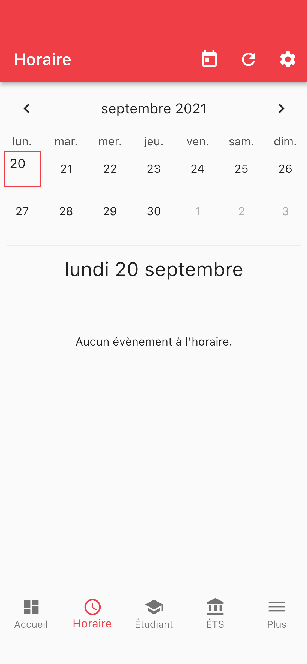 Horaire
septembre 2021
lun. mar. mer. jeu. ven. sam. dim.
20 21 22 23 24 25 26
27 28 29 30 1 2 3
lundi 20 septembre
Aucun évènement à l'horaire.
Accueil Horaire Étudiant ÉTS Plus